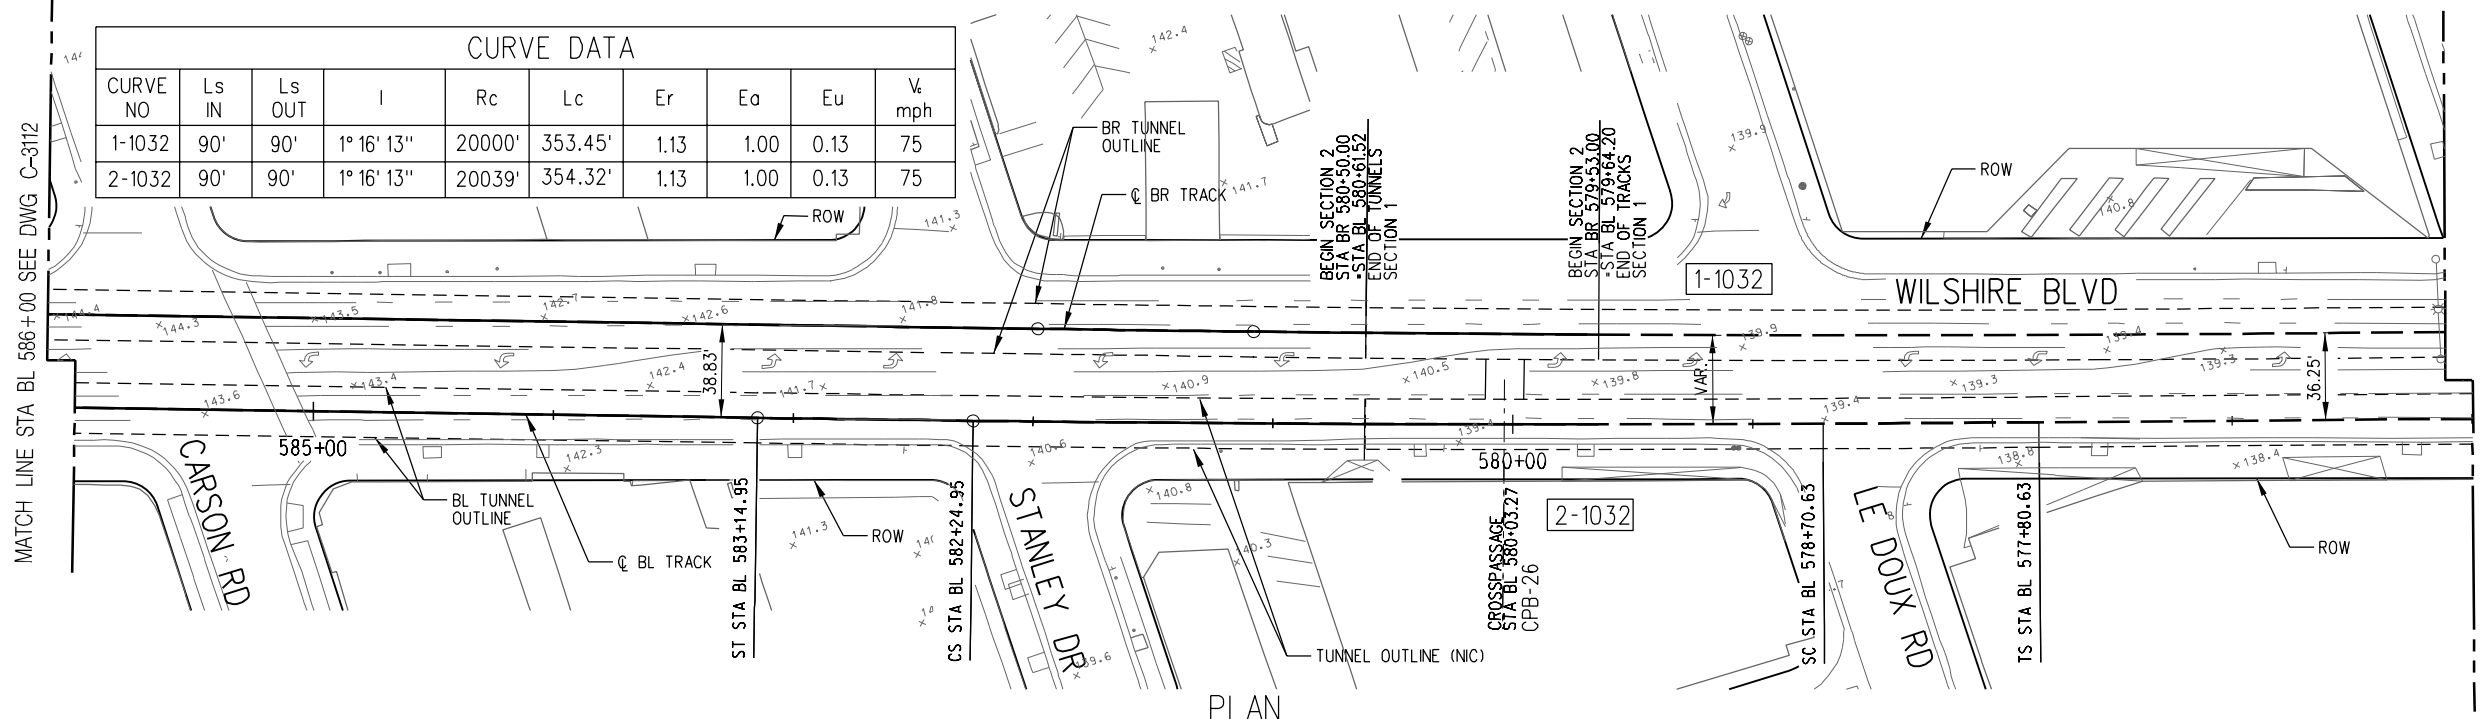 CURVE DATA
CURVE NO Ls IN Ls OUT I Rc Lc Er Ea Eu mph
1-1032 90' 90' 1° 16' 13" 20000' 353.45' 1.13 1.00 0.13 75
2-1032 90' 90' 1° 16' 13" 20039' 354.32' 1.13 1.00 0.13 75
MATCH LINE STA BL 586+00 SEE DWG C-3112
142.4
BR TUNNEL
OUTLINE
℄ BR TRACK
141.7
141.3
ROW
BEGIN SECTION 2
STA BR 580+50.00
=STA BL 580+61.52
END OF TUNNELS
SECTION 1
BEGIN SECTION 2
STA BR 579+53.00
=STA BL 579+64.20
END OF TRACKS
SECTION 1
139.9
ROW
140.8
1-1032
WILSHIRE BLVD
144.4
144.3
143.5
142.7
142.6
141.8
139.9
139.4
139.3
38.83'
VAR.
36.25'
143.6
143.4
142.4
141.7
140.9
140.5
139.8
139.3
139.4
585+00
142.3
140.6
139.4
580+00
138.8
138.4
CARSON RD
BL TUNNEL
OUTLINE
℄ BL TRACK
ST STA BL 583+14.95
141.3
ROW
CS STA BL 582+24.95
STANLEY DR
139.6
140.8
140.3
TUNNEL OUTLINE (NIC)
CROSSPASSAGE
STA BL 580+03.27
CPB-26
2-1032
SC STA BL 578+70.63
LE DOUX RD
TS STA BL 577+80.63
ROW
PLAN